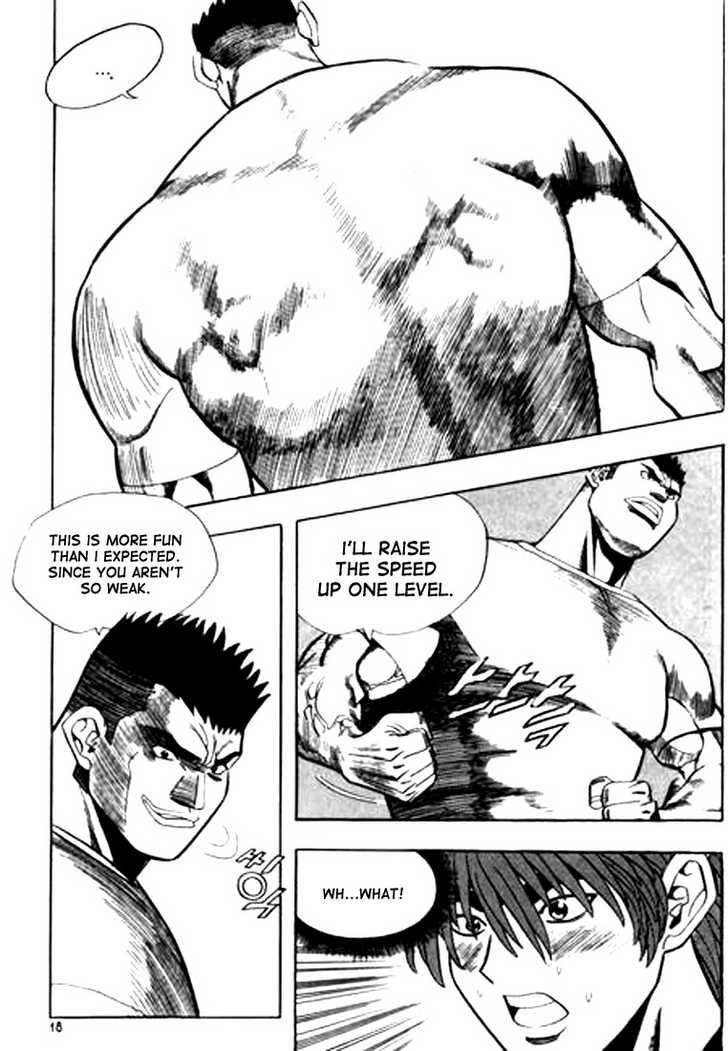 ...
THIS IS MORE FUN
THAN I EXPECTED.
SINCE YOU AREN'T
SO WEAK.
I'LL RAISE
THE SPEED
UP ONE LEVEL.
WH...WHAT!
18